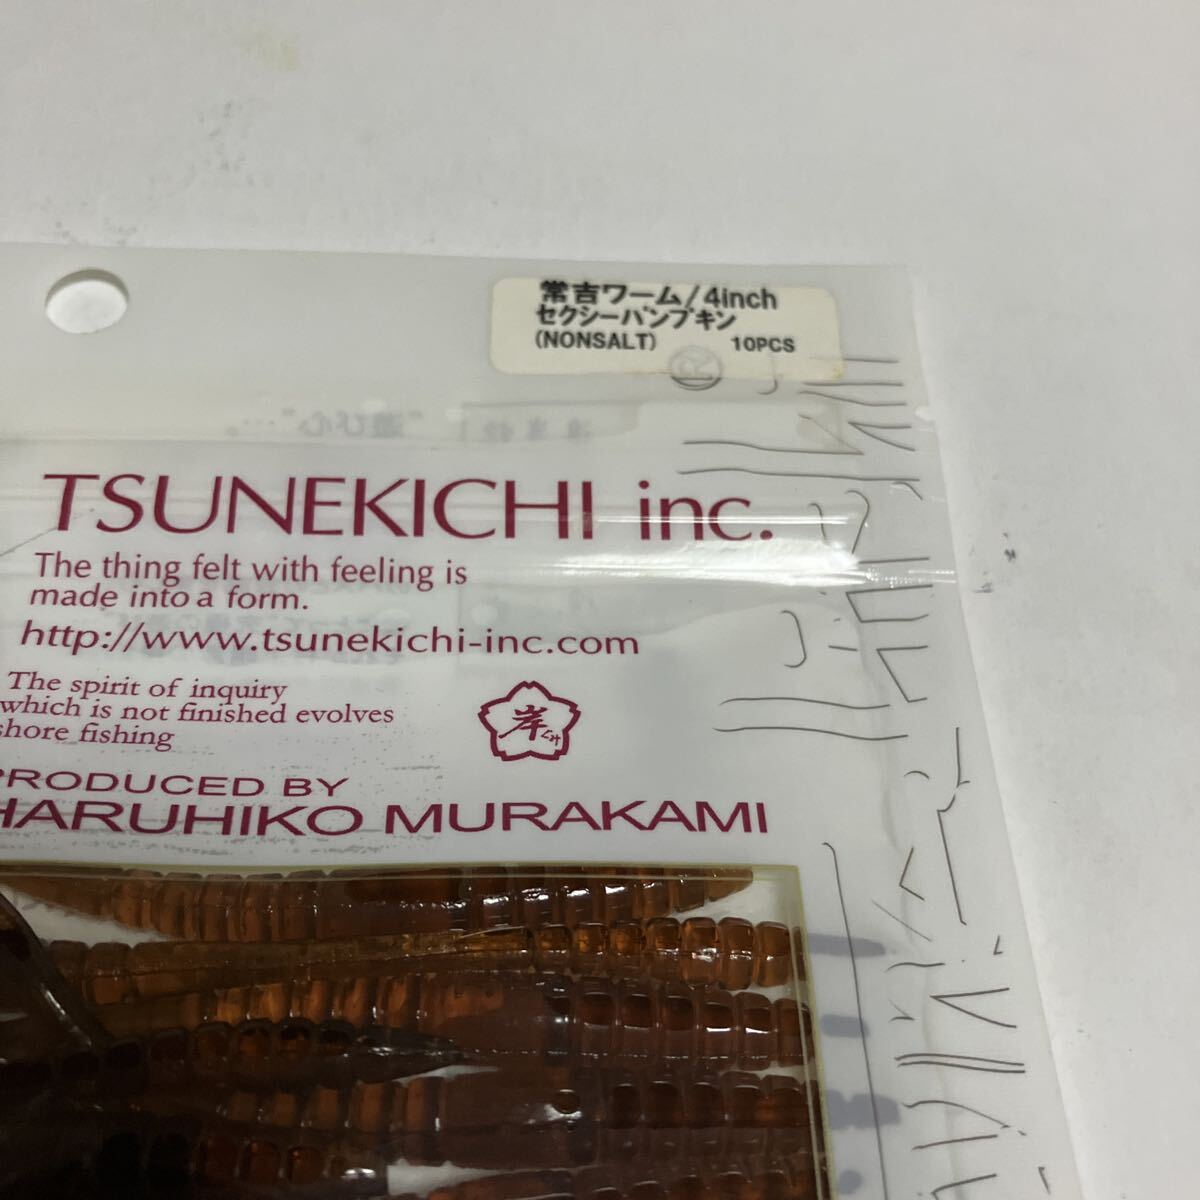 常吉ワーム/4inch
セクシーパンプキン
(NONSALT) 10PCS
TSUNEKICHI inc.
The thing felt with feeling is
made into a form.
http://www.tsunekichi-inc.com
The spirit of inquiry
which is not finished evolves
shore fishing
岸
PRODUCED BY
HARUHIKO MURAKAMI